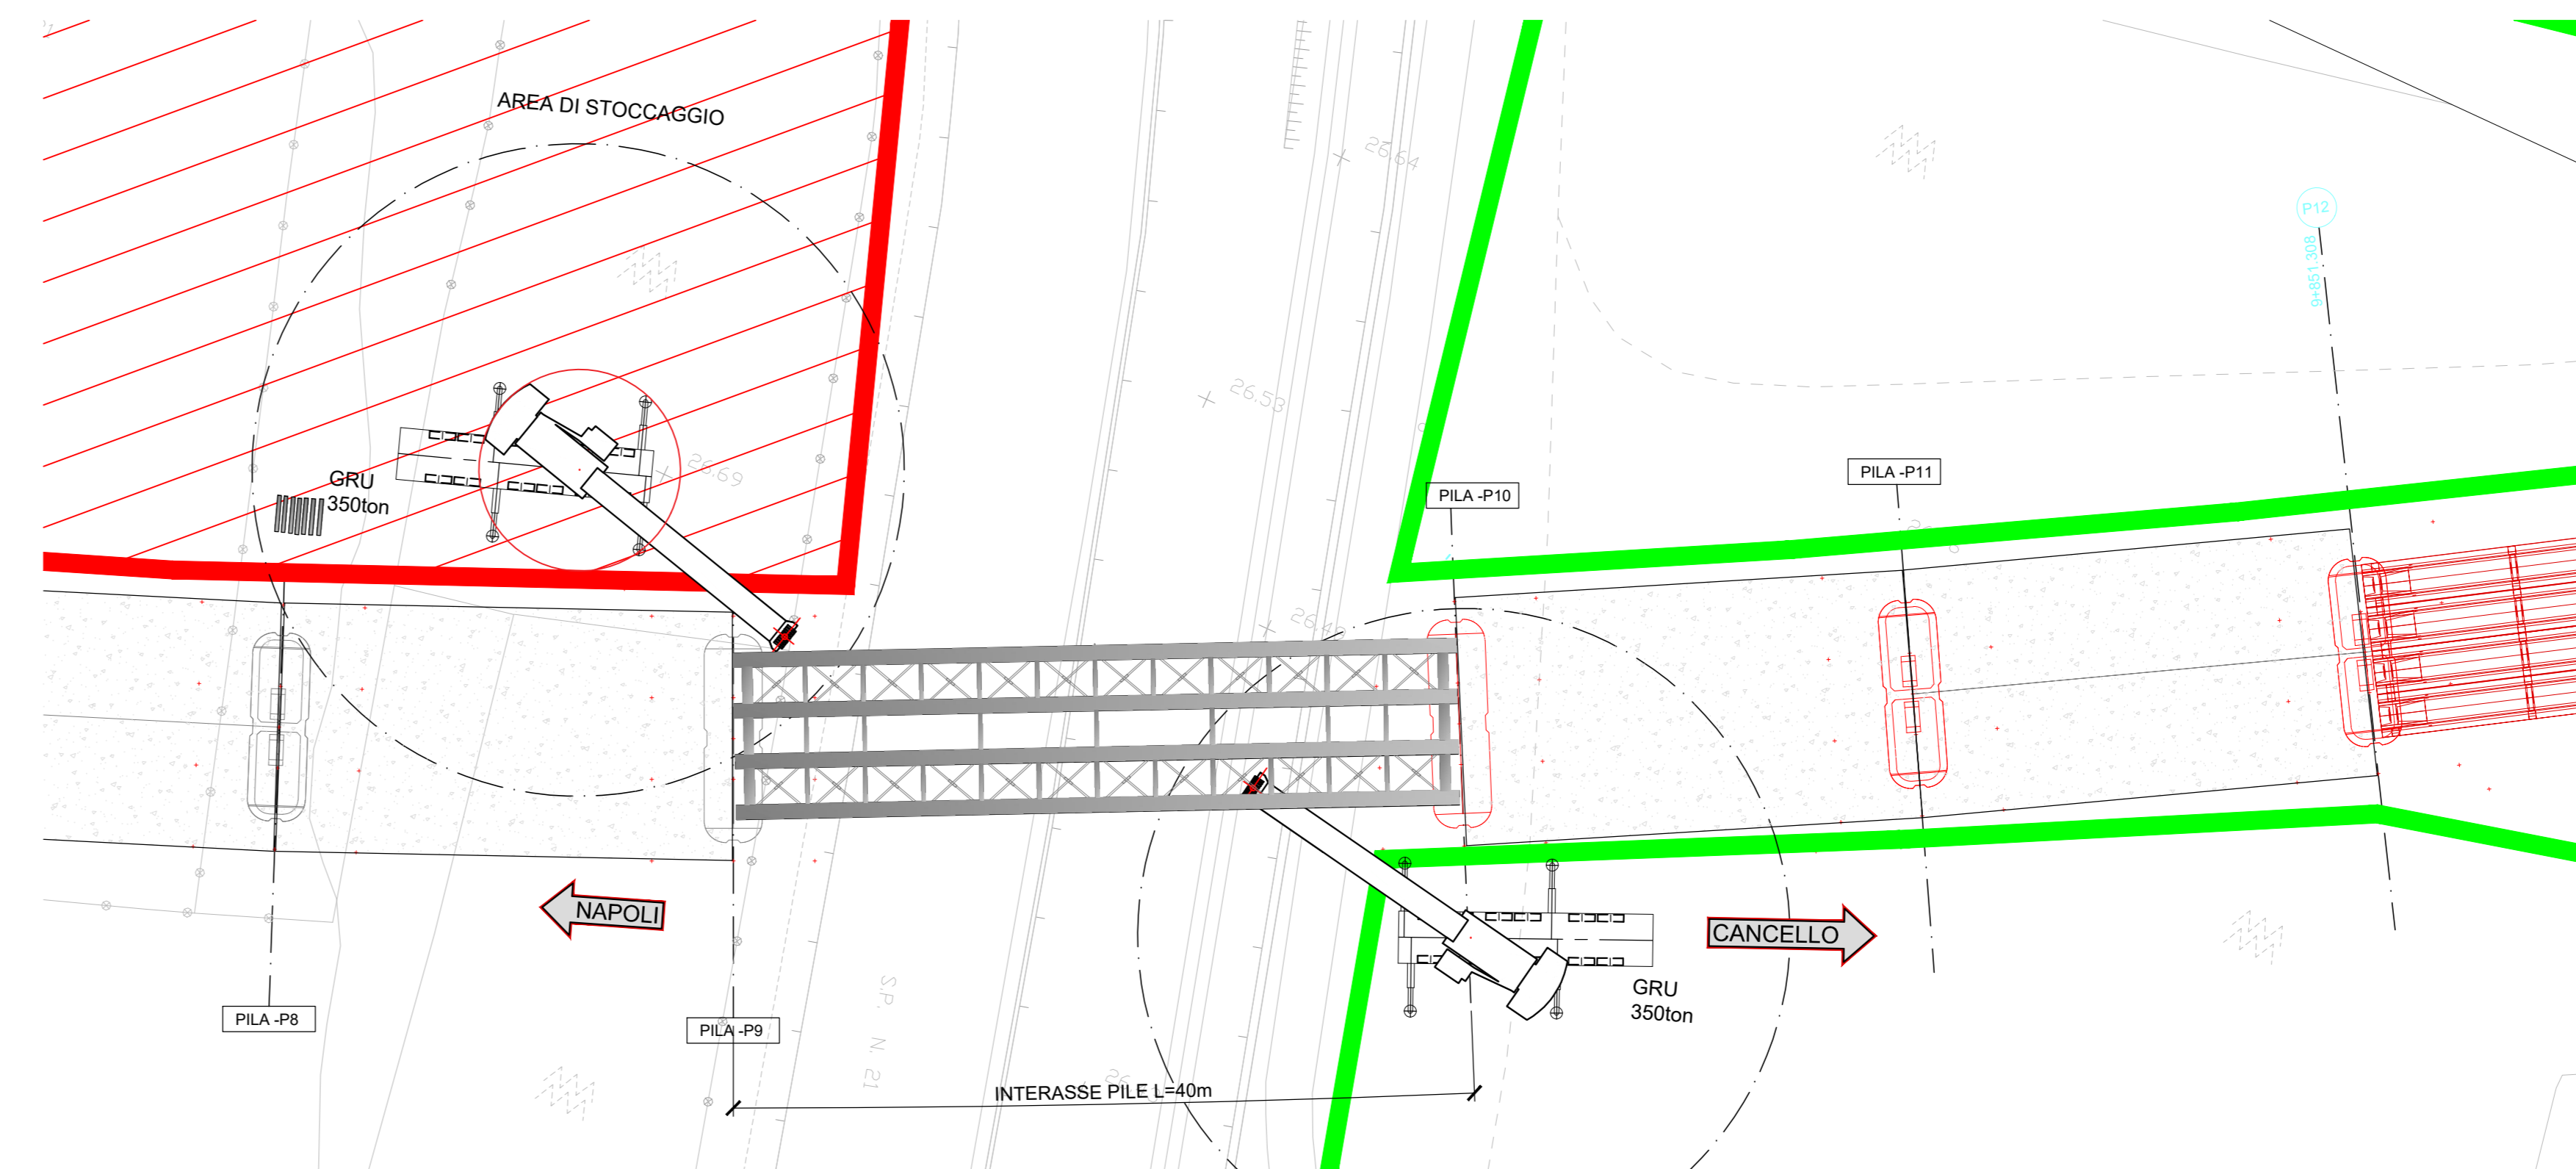 AREA DI STOCCAGGIO
26.64
P12
9+851.308
26.53
26.69
GRU
350ton
PILA -P10
PILA -P11
NAPOLI
CANCELLO
GRU
350ton
PILA -P8
PILA -P9
S.P. N. 21
INTERASSE PILE L=40m